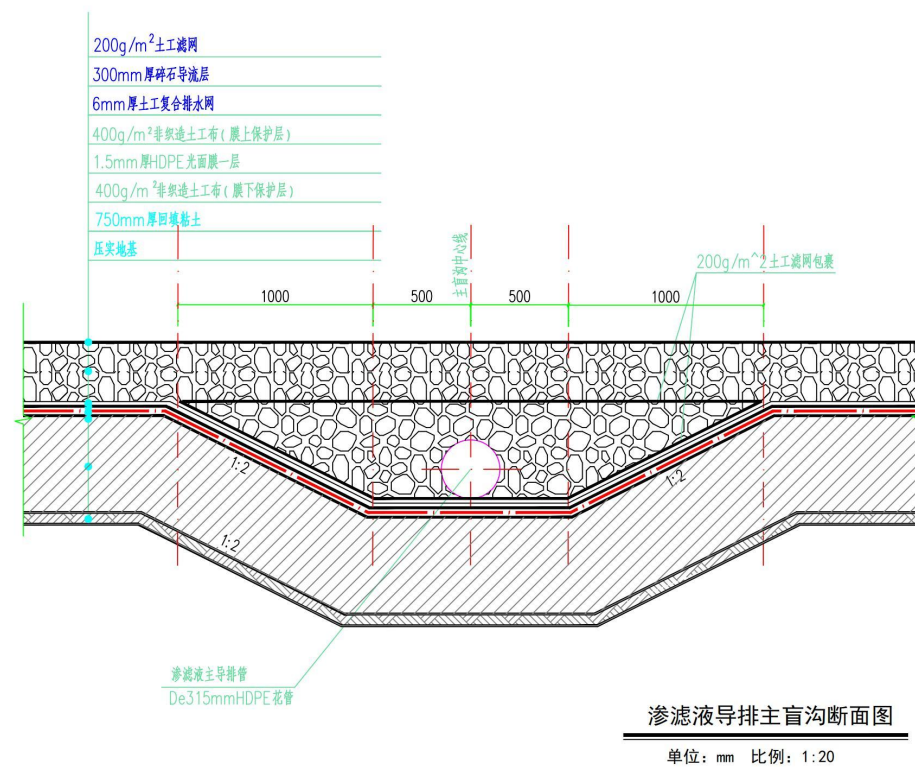 200g/m²土工滤网
300mm厚碎石导流层
6mm厚土工复合排水网
400g/m²非织造土工布(膜上保护层)
1.5mm厚HDPE光面膜一层
400g/m²非织造土工布(膜下保护层)
750mm厚回填粘土
压实地基
主盲沟中心线
200g/m^2土工滤网包裹
1000
500
500
1000
1:2
1:2
1:2
渗滤液主导排管
De315mmHDPE花管
渗滤液导排主盲沟断面图
单位：mm 比例：1:20